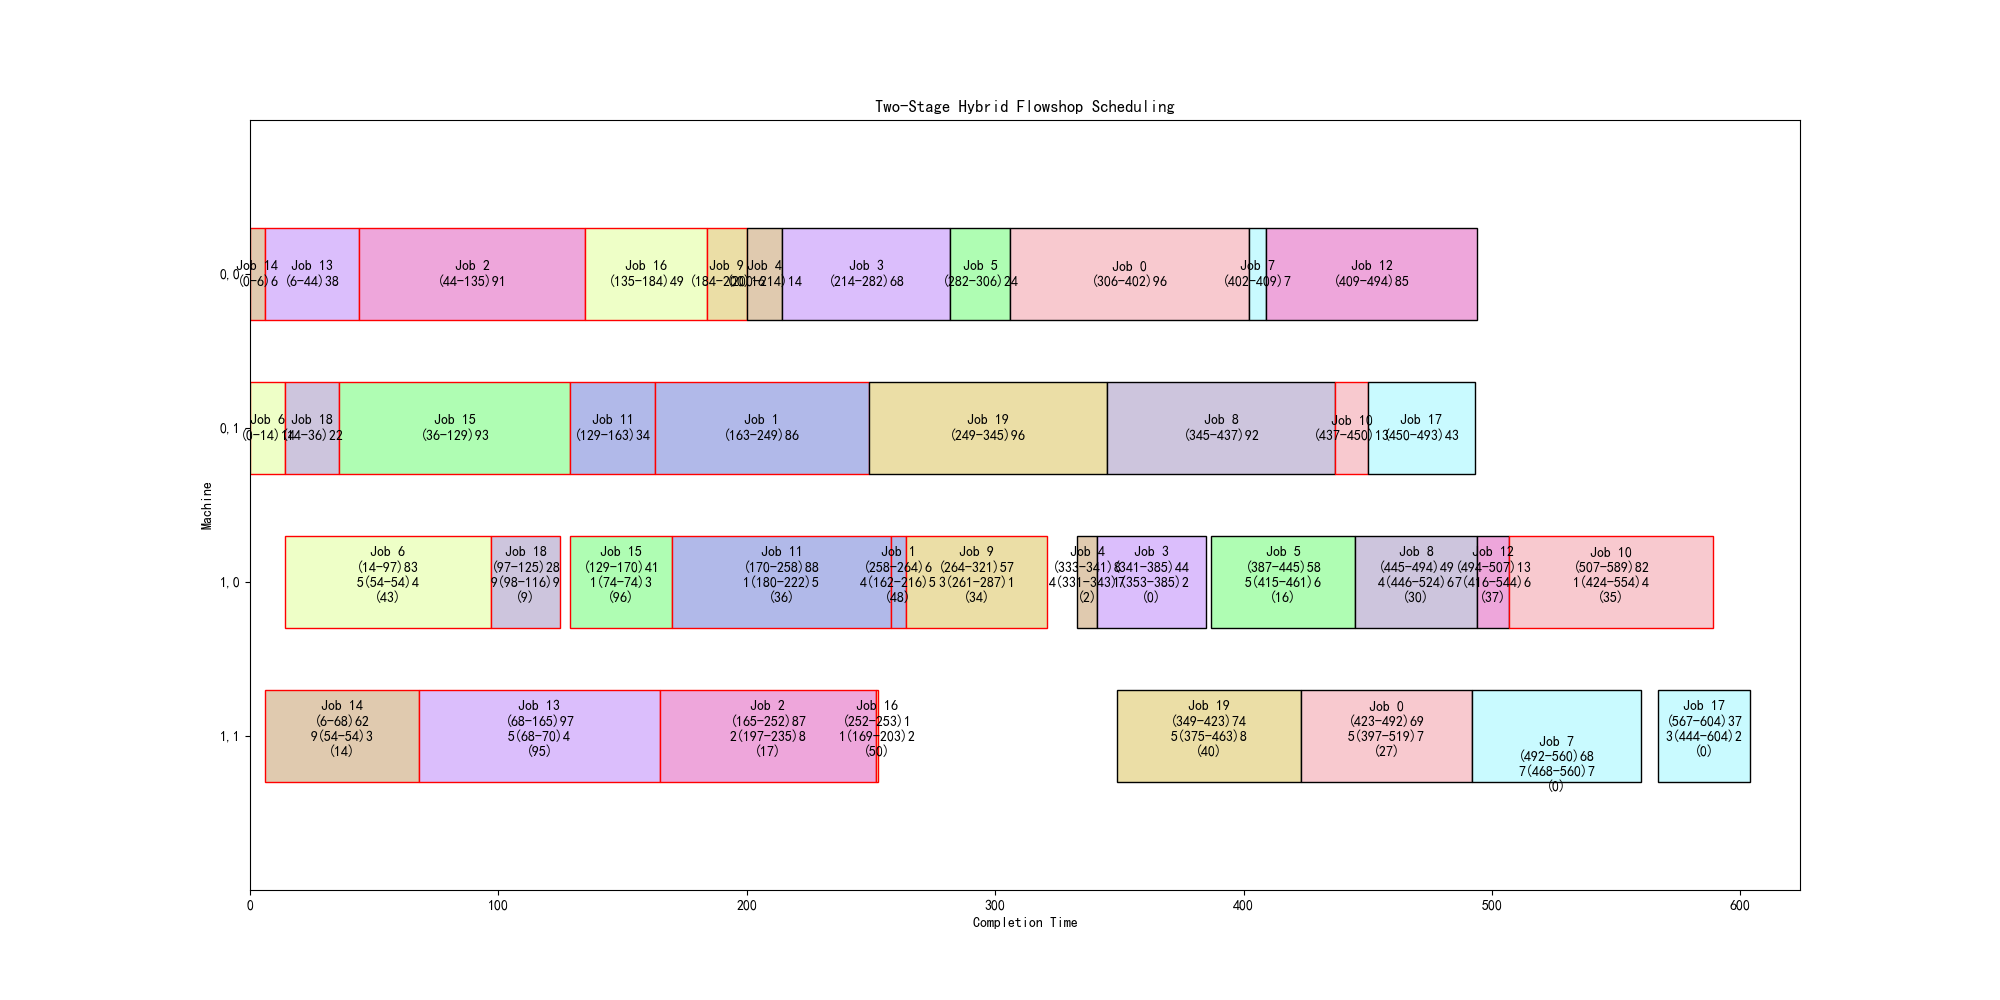 Two-Stage Hybrid Flowshop Scheduling
Machine
0,0
Job 14
(0-6)6
Job 13
(6-44)38
Job 2
(44-135)91
Job 16
(135-184)49
Job 9
(184-200)16
Job 4
(200-214)14
Job 3
(214-282)68
Job 5
(282-306)24
Job 0
(306-402)96
Job 7
(402-409)7
Job 12
(409-494)85
0,1
Job 6
(0-14)14
Job 18
(14-36)22
Job 15
(36-129)93
Job 11
(129-163)34
Job 1
(163-249)86
Job 19
(249-345)96
Job 8
(345-437)92
Job 10
(437-450)13
Job 17
(450-493)43
1,0
Job 6
(14-97)83
5(54-54)4
(43)
Job 18
(97-125)28
9(98-116)9
(9)
Job 15
(129-170)41
1(74-74)3
(96)
Job 11
(170-258)88
1(180-222)5
(36)
Job 1
(258-264)6
4(162-216)5
(48)
Job 9
(264-321)57
3(261-287)1
(34)
Job 4
(333-341)8
(2)
Job 3
(341-385)44
(353-385)2
(0)
Job 5
(387-445)58
5(415-461)6
(16)
Job 8
(445-494)49
4(446-524)6
(30)
Job 12
(494-507)13
7(416-544)6
(37)
Job 10
(507-589)82
1(424-554)4
(35)
1,1
Job 14
(6-68)62
9(54-54)3
(14)
Job 13
(68-165)97
5(68-70)4
(95)
Job 2
(165-252)87
2(197-235)8
(17)
Job 16
(252-253)1
1(169-203)2
(50)
Job 19
(349-423)74
5(375-463)8
(40)
Job 0
(423-492)69
5(397-519)7
(27)
Job 7
(492-560)68
7(468-560)7
(0)
Job 17
(567-604)37
3(444-604)2
(0)
0 100 200 300 400 500 600
Completion Time